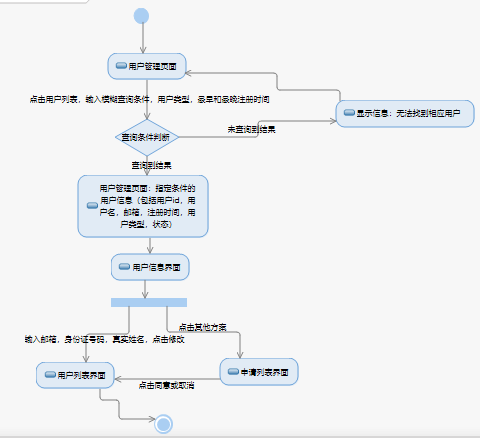 用户管理页面
点击用户列表，输入模糊查询条件，用户类型，最早和最晚注册时间
显示信息：无法找到相应用户
未查询到结果
查询条件判断
查询到结果
用户管理页面：指定条件的
用户信息（包括用户id，用
户名，邮箱，注册时间，用
户类型，状态）
用户信息界面
点击其他方案
输入邮箱，身份证号码，真实姓名，点击修改
用户列表界面
申请列表界面
点击同意或取消